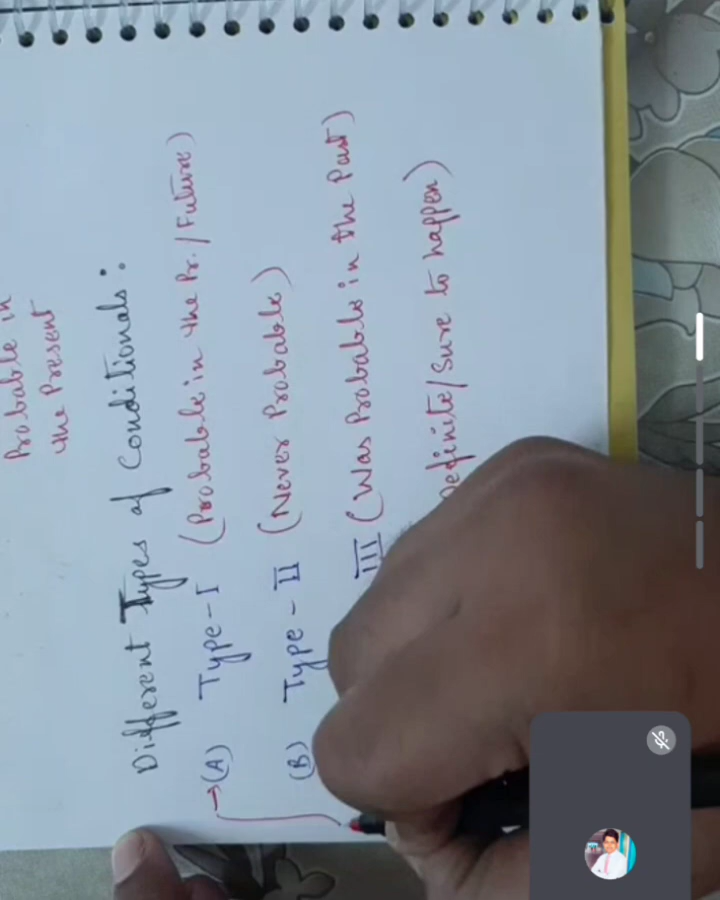 Probable in
the Present
Different Types of Conditionals :
→(A) Type-I (Probable in the Pr./Future)
(B) Type - II (Never Probable)
III (Was Probable in the Past)
Definite/Sure to happen)